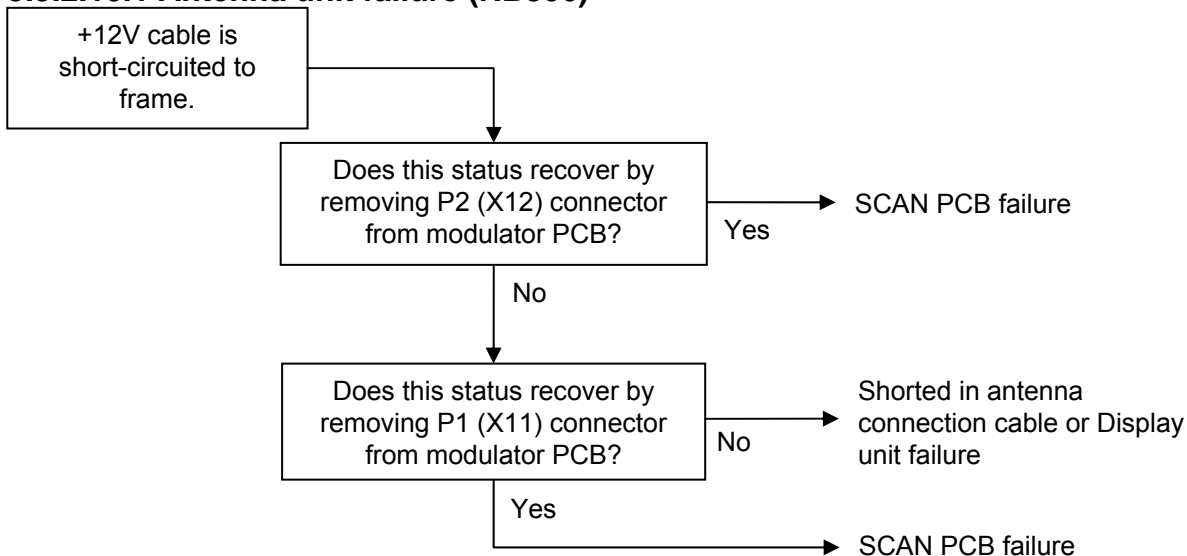 +12V cable is
short-circuited to
frame.
Does this status recover by
removing P2 (X12) connector
from modulator PCB?
Yes
SCAN PCB failure
No
Does this status recover by
removing P1 (X11) connector
from modulator PCB?
No
Shorted in antenna
connection cable or Display
unit failure
Yes
SCAN PCB failure